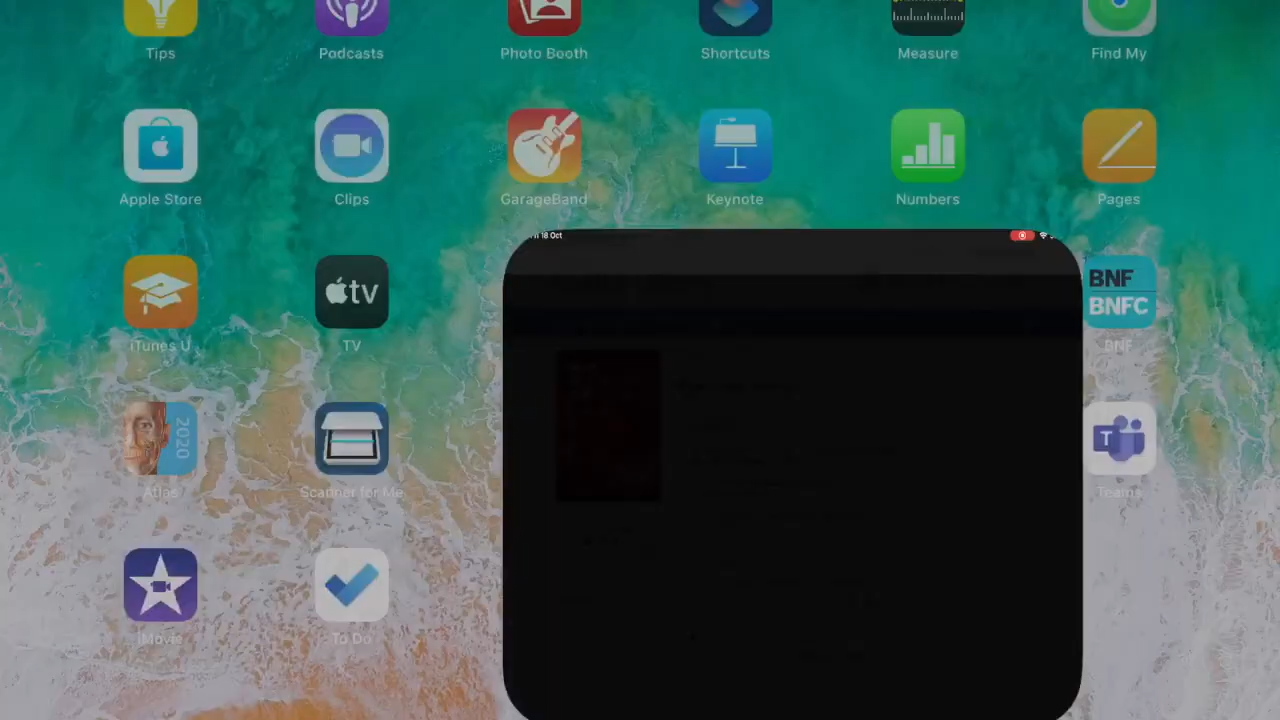 Tips
Podcasts
Photo Booth
Shortcuts
Measure
Find My
Apple Store
Clips
GarageBand
Keynote
Numbers
Pages
18 Oct
tv
BNF
BNFC
iTunes U
TV
BNF
2020
T
Atlas
Scanner for Me
Teams
iMovie
To Do